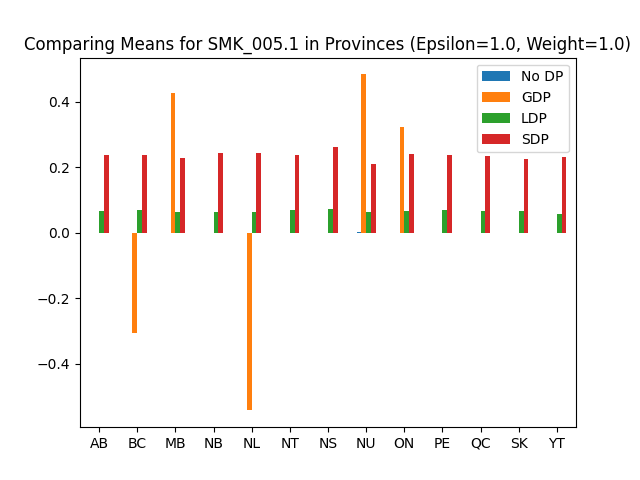 Comparing Means for SMK_005.1 in Provinces (Epsilon=1.0, Weight=1.0)
No DP
GDP
LDP
SDP
0.4
0.2
0.0
−0.2
−0.4
AB BC MB NB NL NT NS NU ON PE QC SK YT